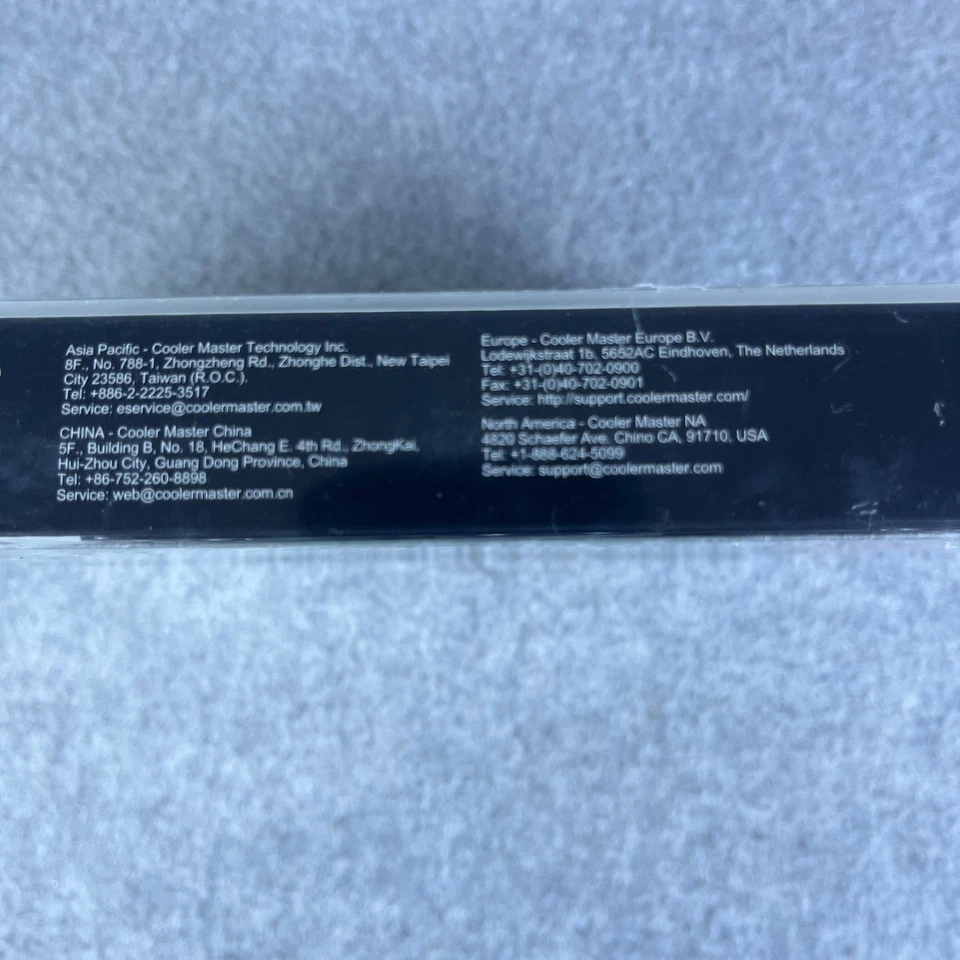 Asia Pacific - Cooler Master Technology Inc.
8F., No. 788-1, Zhongzheng Rd., Zhonghe Dist., New Taipei
City 23586, Taiwan (R.O.C.).
Tel: +886-2-2225-3517
Service: eservice@coolermaster.com.tw
CHINA - Cooler Master China
5F., Building B, No. 18, HeChang E. 4th Rd., ZhongKai,
Hui-Zhou City, Guang Dong Province, China
Tel: +86-752-260-8898
Service: web@coolermaster.com.cn
Europe - Cooler Master Europe B.V.
Lodewijkstraat 1b, 5652AC Eindhoven, The Netherlands
Tel: +31-(0)40-702-0900
Fax: +31-(0)40-702-0901
Service: http://support.coolermaster.com/
North America - Cooler Master NA
4820 Schaefer Ave. Chino CA, 91710, USA
Tel: +1-888-624-5099
Service: support@coolermaster.com